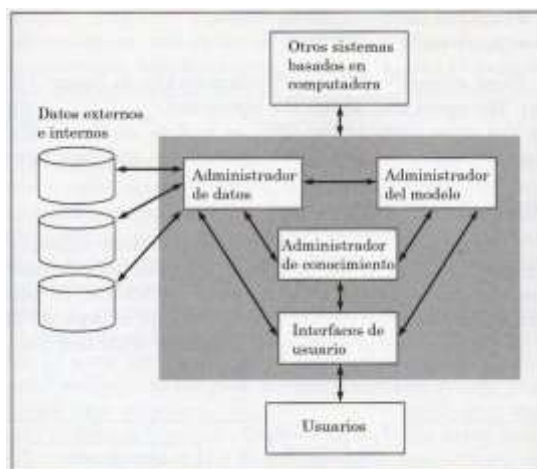 Otros sistemas
basados en
computadora
Datos externos
e internos
Administrador
de datos
Administrador
del modelo
Administrador
de conocimiento
Interfaces de
usuario
Usuarios